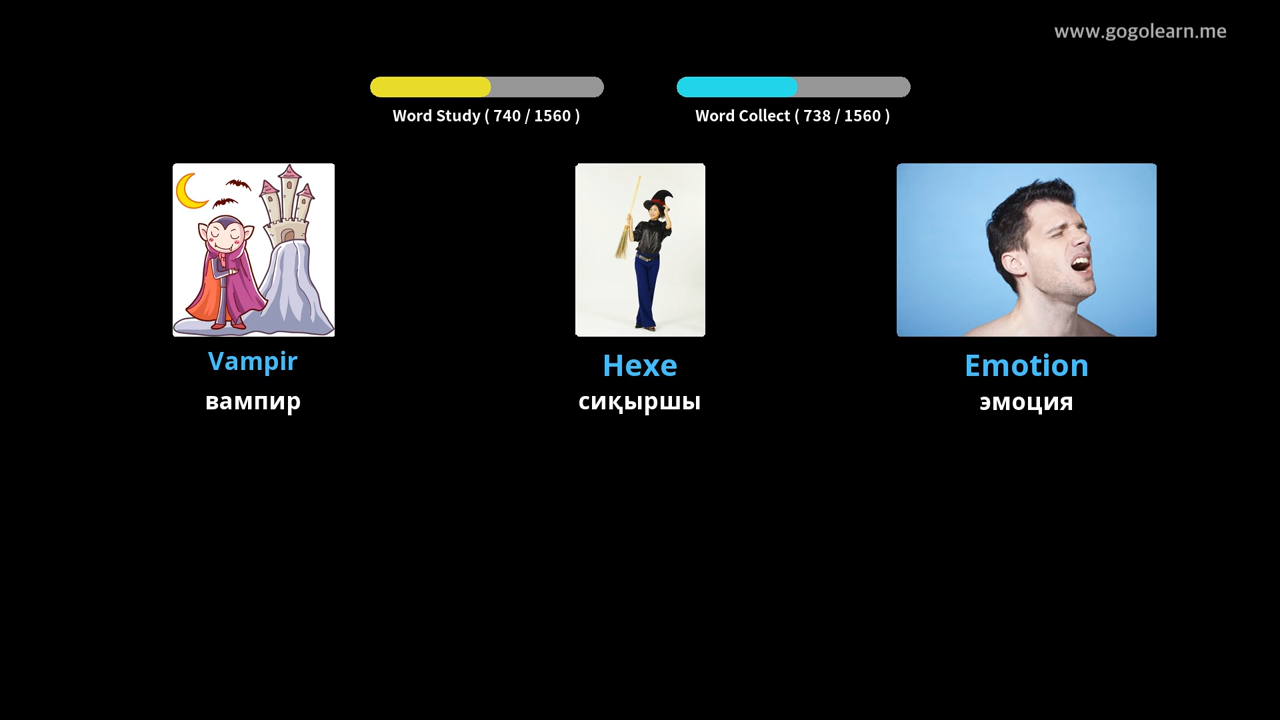 www.gogolearn.me
Word Study ( 740 / 1560 )
Word Collect ( 738 / 1560 )
Vampir
вампир
Hexe
сиқыршы
Emotion
эмоция